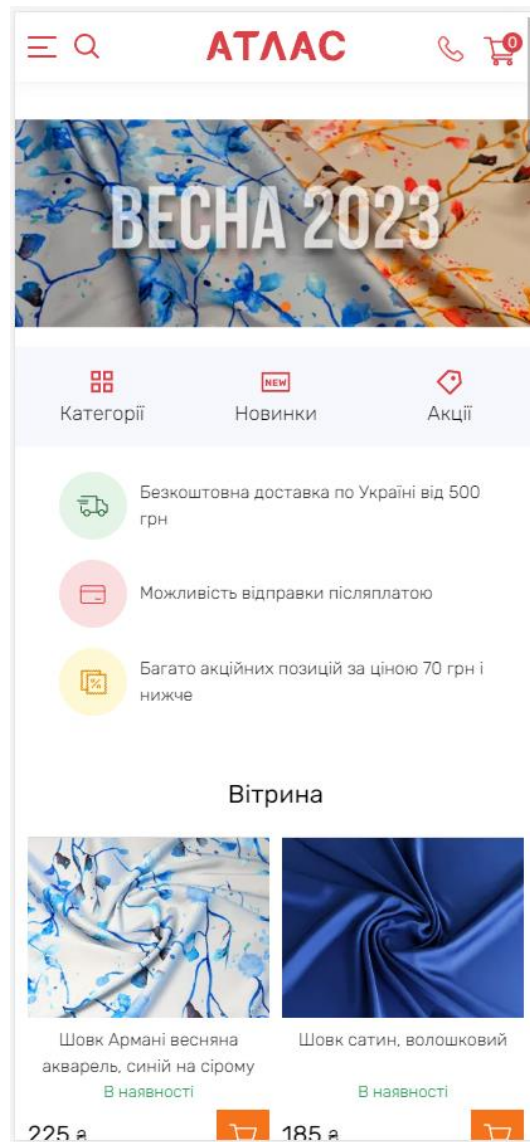 АТЛАС
0
ВЕСНА 2023
NEW
Категорії
Новинки
Акції
Безкоштовна доставка по Україні від 500
грн
Можливість відправки післяплатою
%
Багато акційних позицій за ціною 70 грн і
нижче
Вітрина
Шовк Армані весняна
акварель, синій на сірому
В наявності
225 ₴
Шовк сатин, волошковий
В наявності
185 ₴